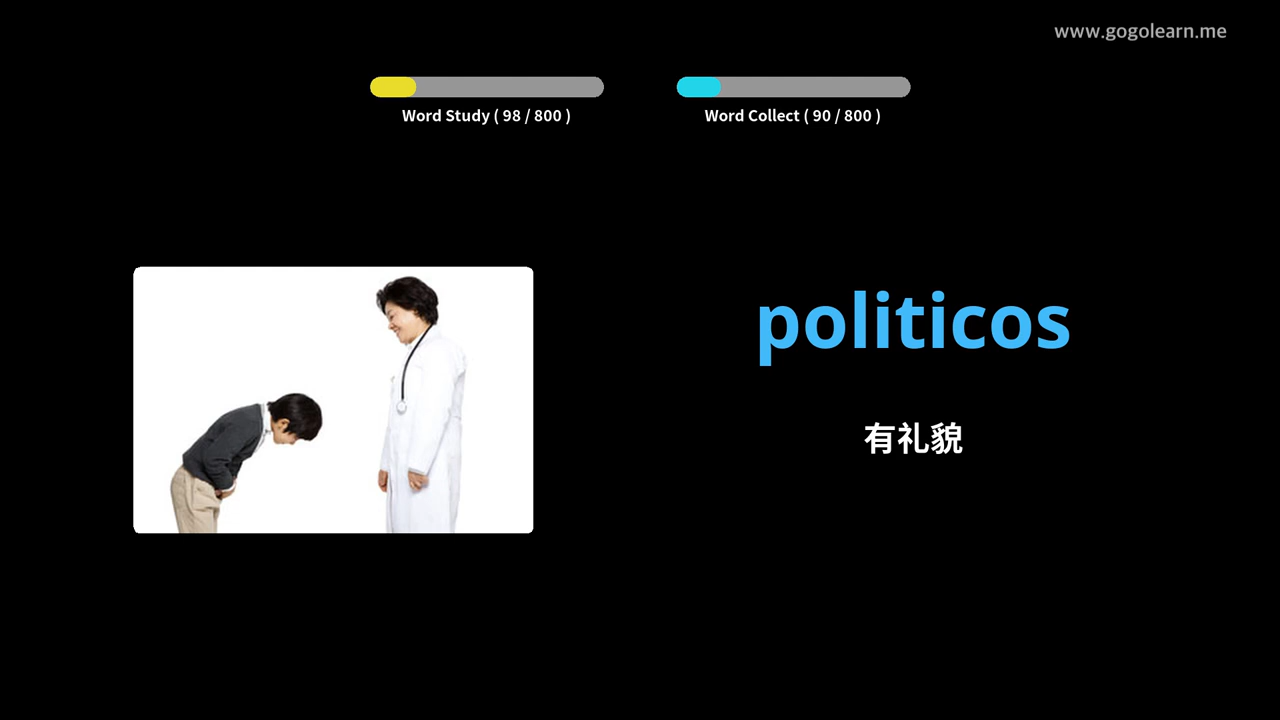 www.gogolearn.me
Word Study ( 98 / 800 )
Word Collect ( 90 / 800 )
politicos
有礼貌